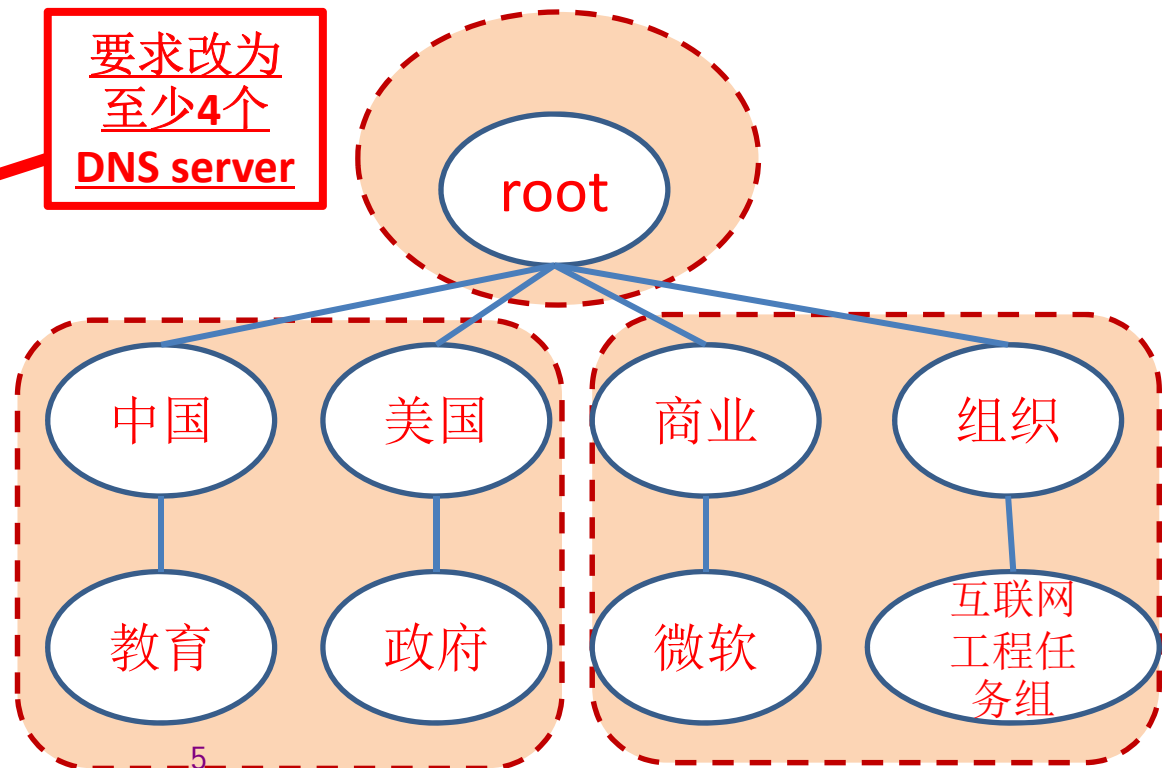 要求改为
至少4个
DNS server
root
中国
美国
商业
组织
教育
政府
微软
互联网
工程任
务组
5